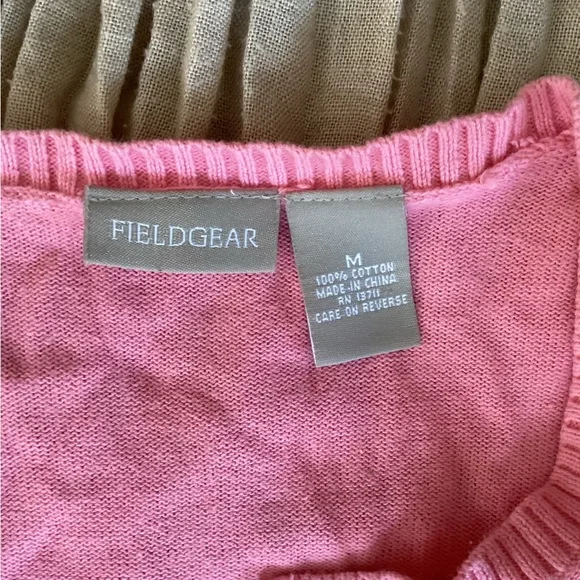 FIELDGEAR
M
100% COTTON
MADE IN CHINA
RN 13711
CARE ON REVERSE